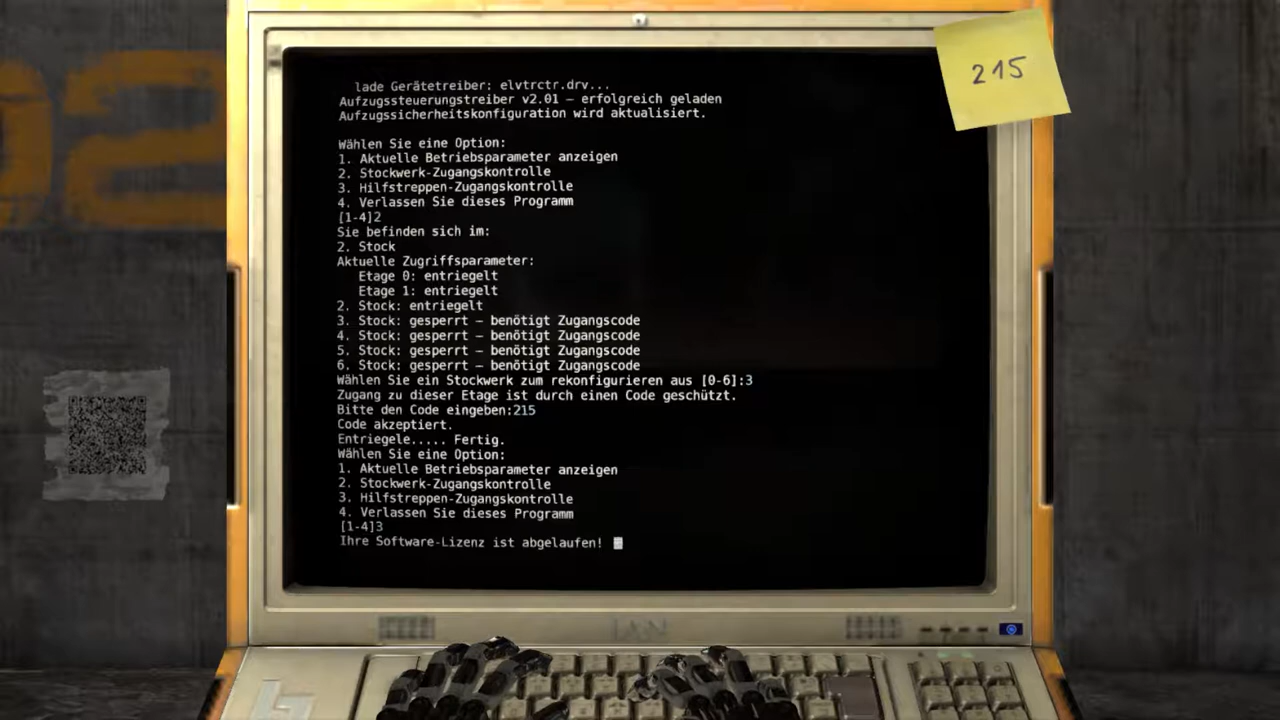 02
215
lade Gerätetreiber: elvtrctr.drv...
Aufzugssteuerungstreiber v2.01 – erfolgreich geladen
Aufzugssicherheitskonfiguration wird aktualisiert.
Wählen Sie eine Option:
1. Aktuelle Betriebsparameter anzeigen
2. Stockwerk-Zugangskontrolle
3. Hilfstreppen-Zugangskontrolle
4. Verlassen Sie dieses Programm
[1-4]2
Sie befinden sich im:
2. Stock
Aktuelle Zugriffsparameter:
Etage 0: entriegelt
Etage 1: entriegelt
2. Stock: entriegelt
3. Stock: gesperrt – benötigt Zugangscode
4. Stock: gesperrt – benötigt Zugangscode
5. Stock: gesperrt – benötigt Zugangscode
6. Stock: gesperrt – benötigt Zugangscode
Wählen Sie ein Stockwerk zum rekonfigurieren aus [0-6]:3
Zugang zu dieser Etage ist durch einen Code geschützt.
Bitte den Code eingeben:215
Code akzeptiert.
Entriegele..... Fertig.
Wählen Sie eine Option:
1. Aktuelle Betriebsparameter anzeigen
2. Stockwerk-Zugangskontrolle
3. Hilfstreppen-Zugangskontrolle
4. Verlassen Sie dieses Programm
[1-4]3
Ihre Software-Lizenz ist abgelaufen!